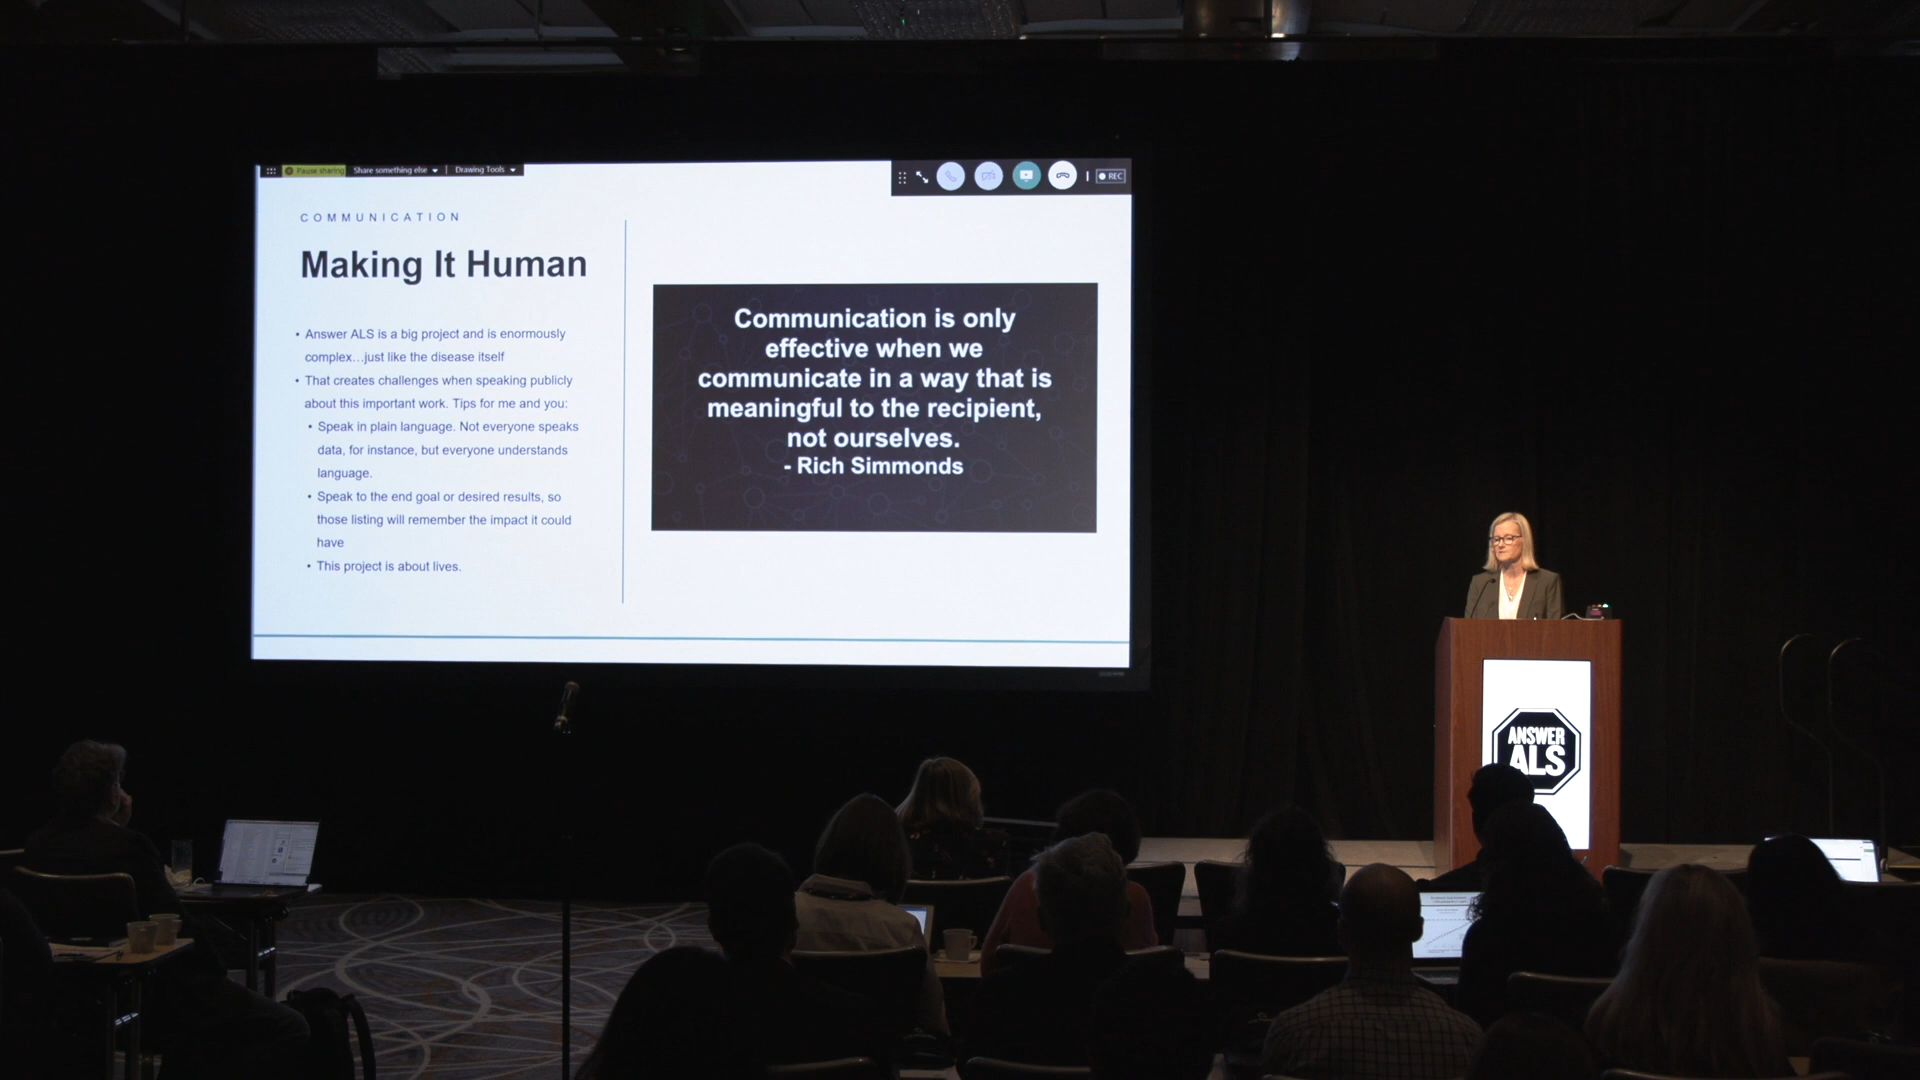 Pause sharing Share something else Drawing Tools
REC
COMMUNICATION
Making It Human
• Answer ALS is a big project and is enormously
complex...just like the disease itself
• That creates challenges when speaking publicly
about this important work. Tips for me and you:
• Speak in plain language. Not everyone speaks
data, for instance, but everyone understands
language.
• Speak to the end goal or desired results, so
those listing will remember the impact it could
have
• This project is about lives.
Communication is only
effective when we
communicate in a way that is
meaningful to the recipient,
not ourselves.
- Rich Simmonds
ANSWER
ALS